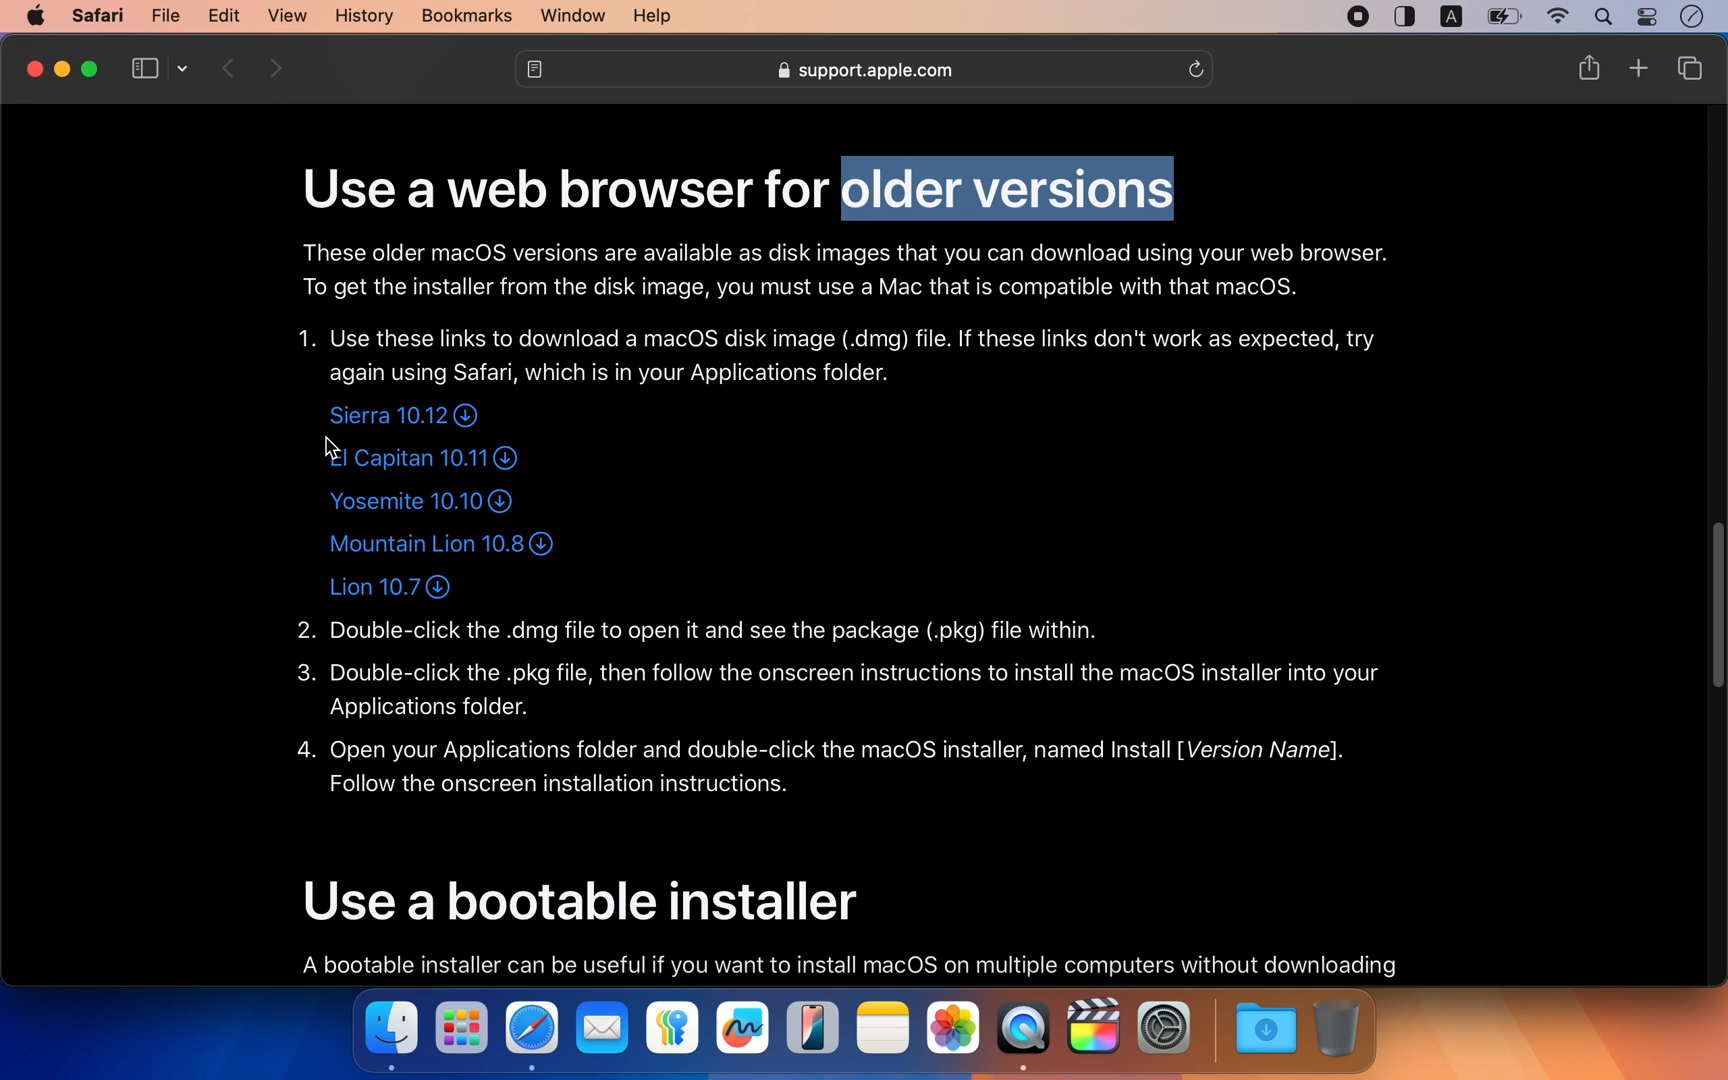 Safari File Edit View History Bookmarks Window Help A
support.apple.com
Use a web browser for older versions
These older macOS versions are available as disk images that you can download using your web browser.
To get the installer from the disk image, you must use a Mac that is compatible with that macOS.
1. Use these links to download a macOS disk image (.dmg) file. If these links don't work as expected, try
again using Safari, which is in your Applications folder.
Sierra 10.12
El Capitan 10.11
Yosemite 10.10
Mountain Lion 10.8
Lion 10.7
2. Double-click the .dmg file to open it and see the package (.pkg) file within.
3. Double-click the .pkg file, then follow the onscreen instructions to install the macOS installer into your
Applications folder.
4. Open your Applications folder and double-click the macOS installer, named Install [Version Name].
Follow the onscreen installation instructions.
Use a bootable installer
A bootable installer can be useful if you want to install macOS on multiple computers without downloading